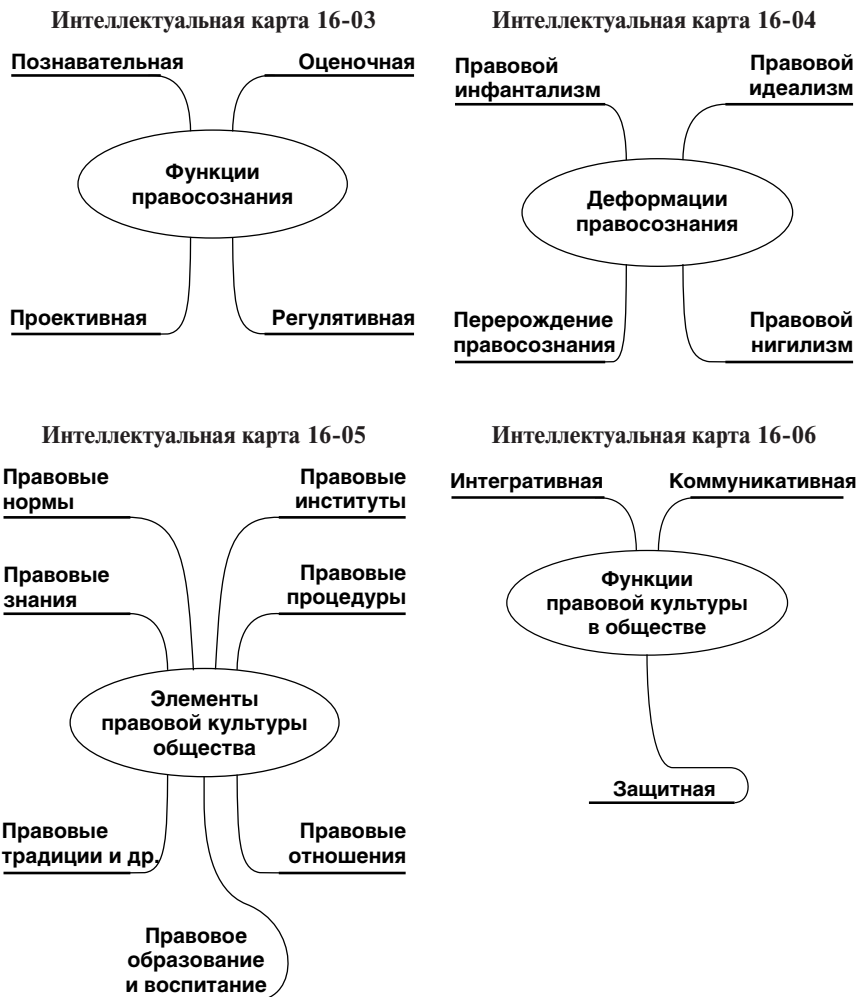 Интеллектуальная карта 16-03
Познавательная
Оценочная
Функции
правосознания
Проективная
Регулятивная
Интеллектуальная карта 16-04
Правовой
инфантализм
Правовой
идеализм
Деформации
правосознания
Перерождение
правосознания
Правовой
нигилизм
Интеллектуальная карта 16-05
Правовые
нормы
Правовые
институты
Правовые
знания
Правовые
процедуры
Элементы
правовой культуры
общества
Правовые
традиции и др.
Правовые
отношения
Правовое
образование
и воспитание
Интеллектуальная карта 16-06
Интегративная
Коммуникативная
Функции
правовой культуры
в обществе
Защитная